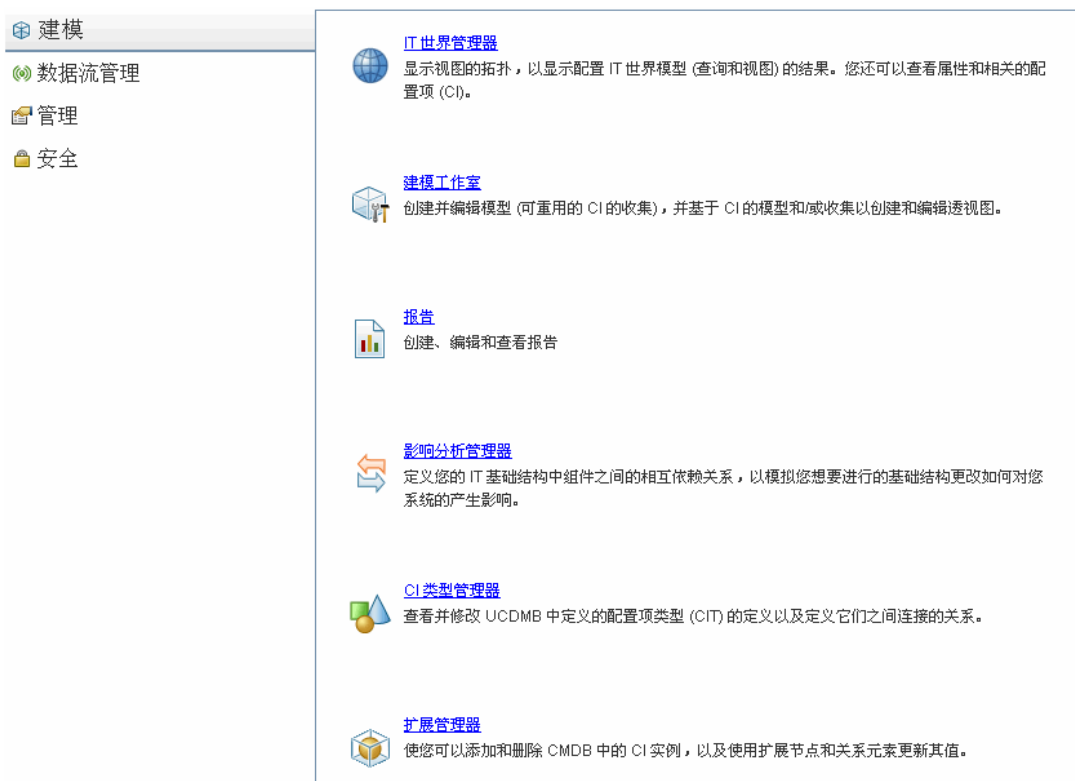 建模
数据流管理
管理
安全
IT 世界管理器
显示视图的拓扑，以显示配置 IT 世界模型 (查询和视图) 的结果。您还可以查看属性和相关的配
置项 (CI)。
建模工作室
创建并编辑模型 (可重用的 CI 的收集)，并基于 CI 的模型和/或收集以创建和编辑透视图。
报告
创建、编辑和查看报告
影响分析管理器
定义您的 IT 基础结构中组件之间的相互依赖关系，以模拟您想要进行的基础结构更改如何对您
系统的产生影响。
CI 类型管理器
查看并修改 UCDMB 中定义的配置项类型 (CIT) 的定义以及定义它们之间连接的关系。
扩展管理器
使您可以添加和删除 CMDB 中的 CI 实例，以及使用扩展节点和关系元素更新其值。